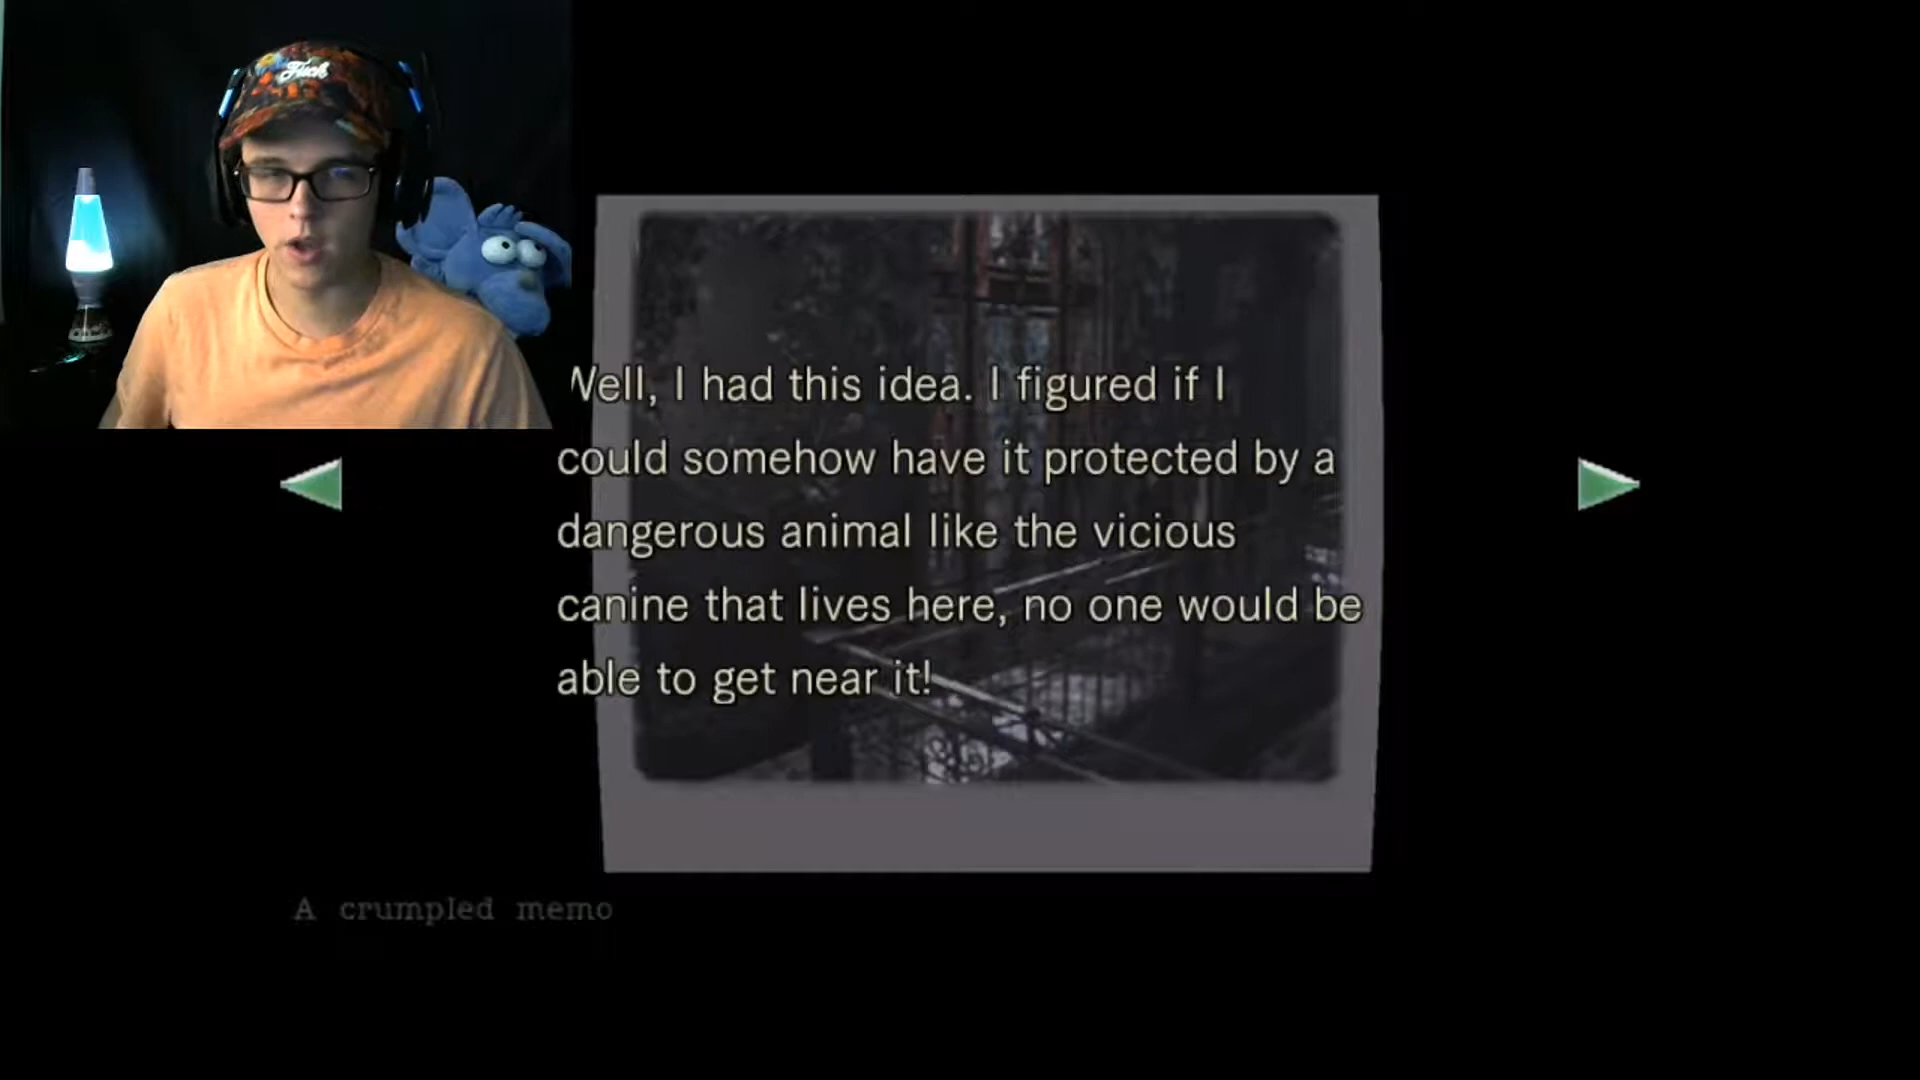 Fuck
Well, I had this idea. I figured if I
could somehow have it protected by a
dangerous animal like the vicious
canine that lives here, no one would be
able to get near it!
A crumpled memo